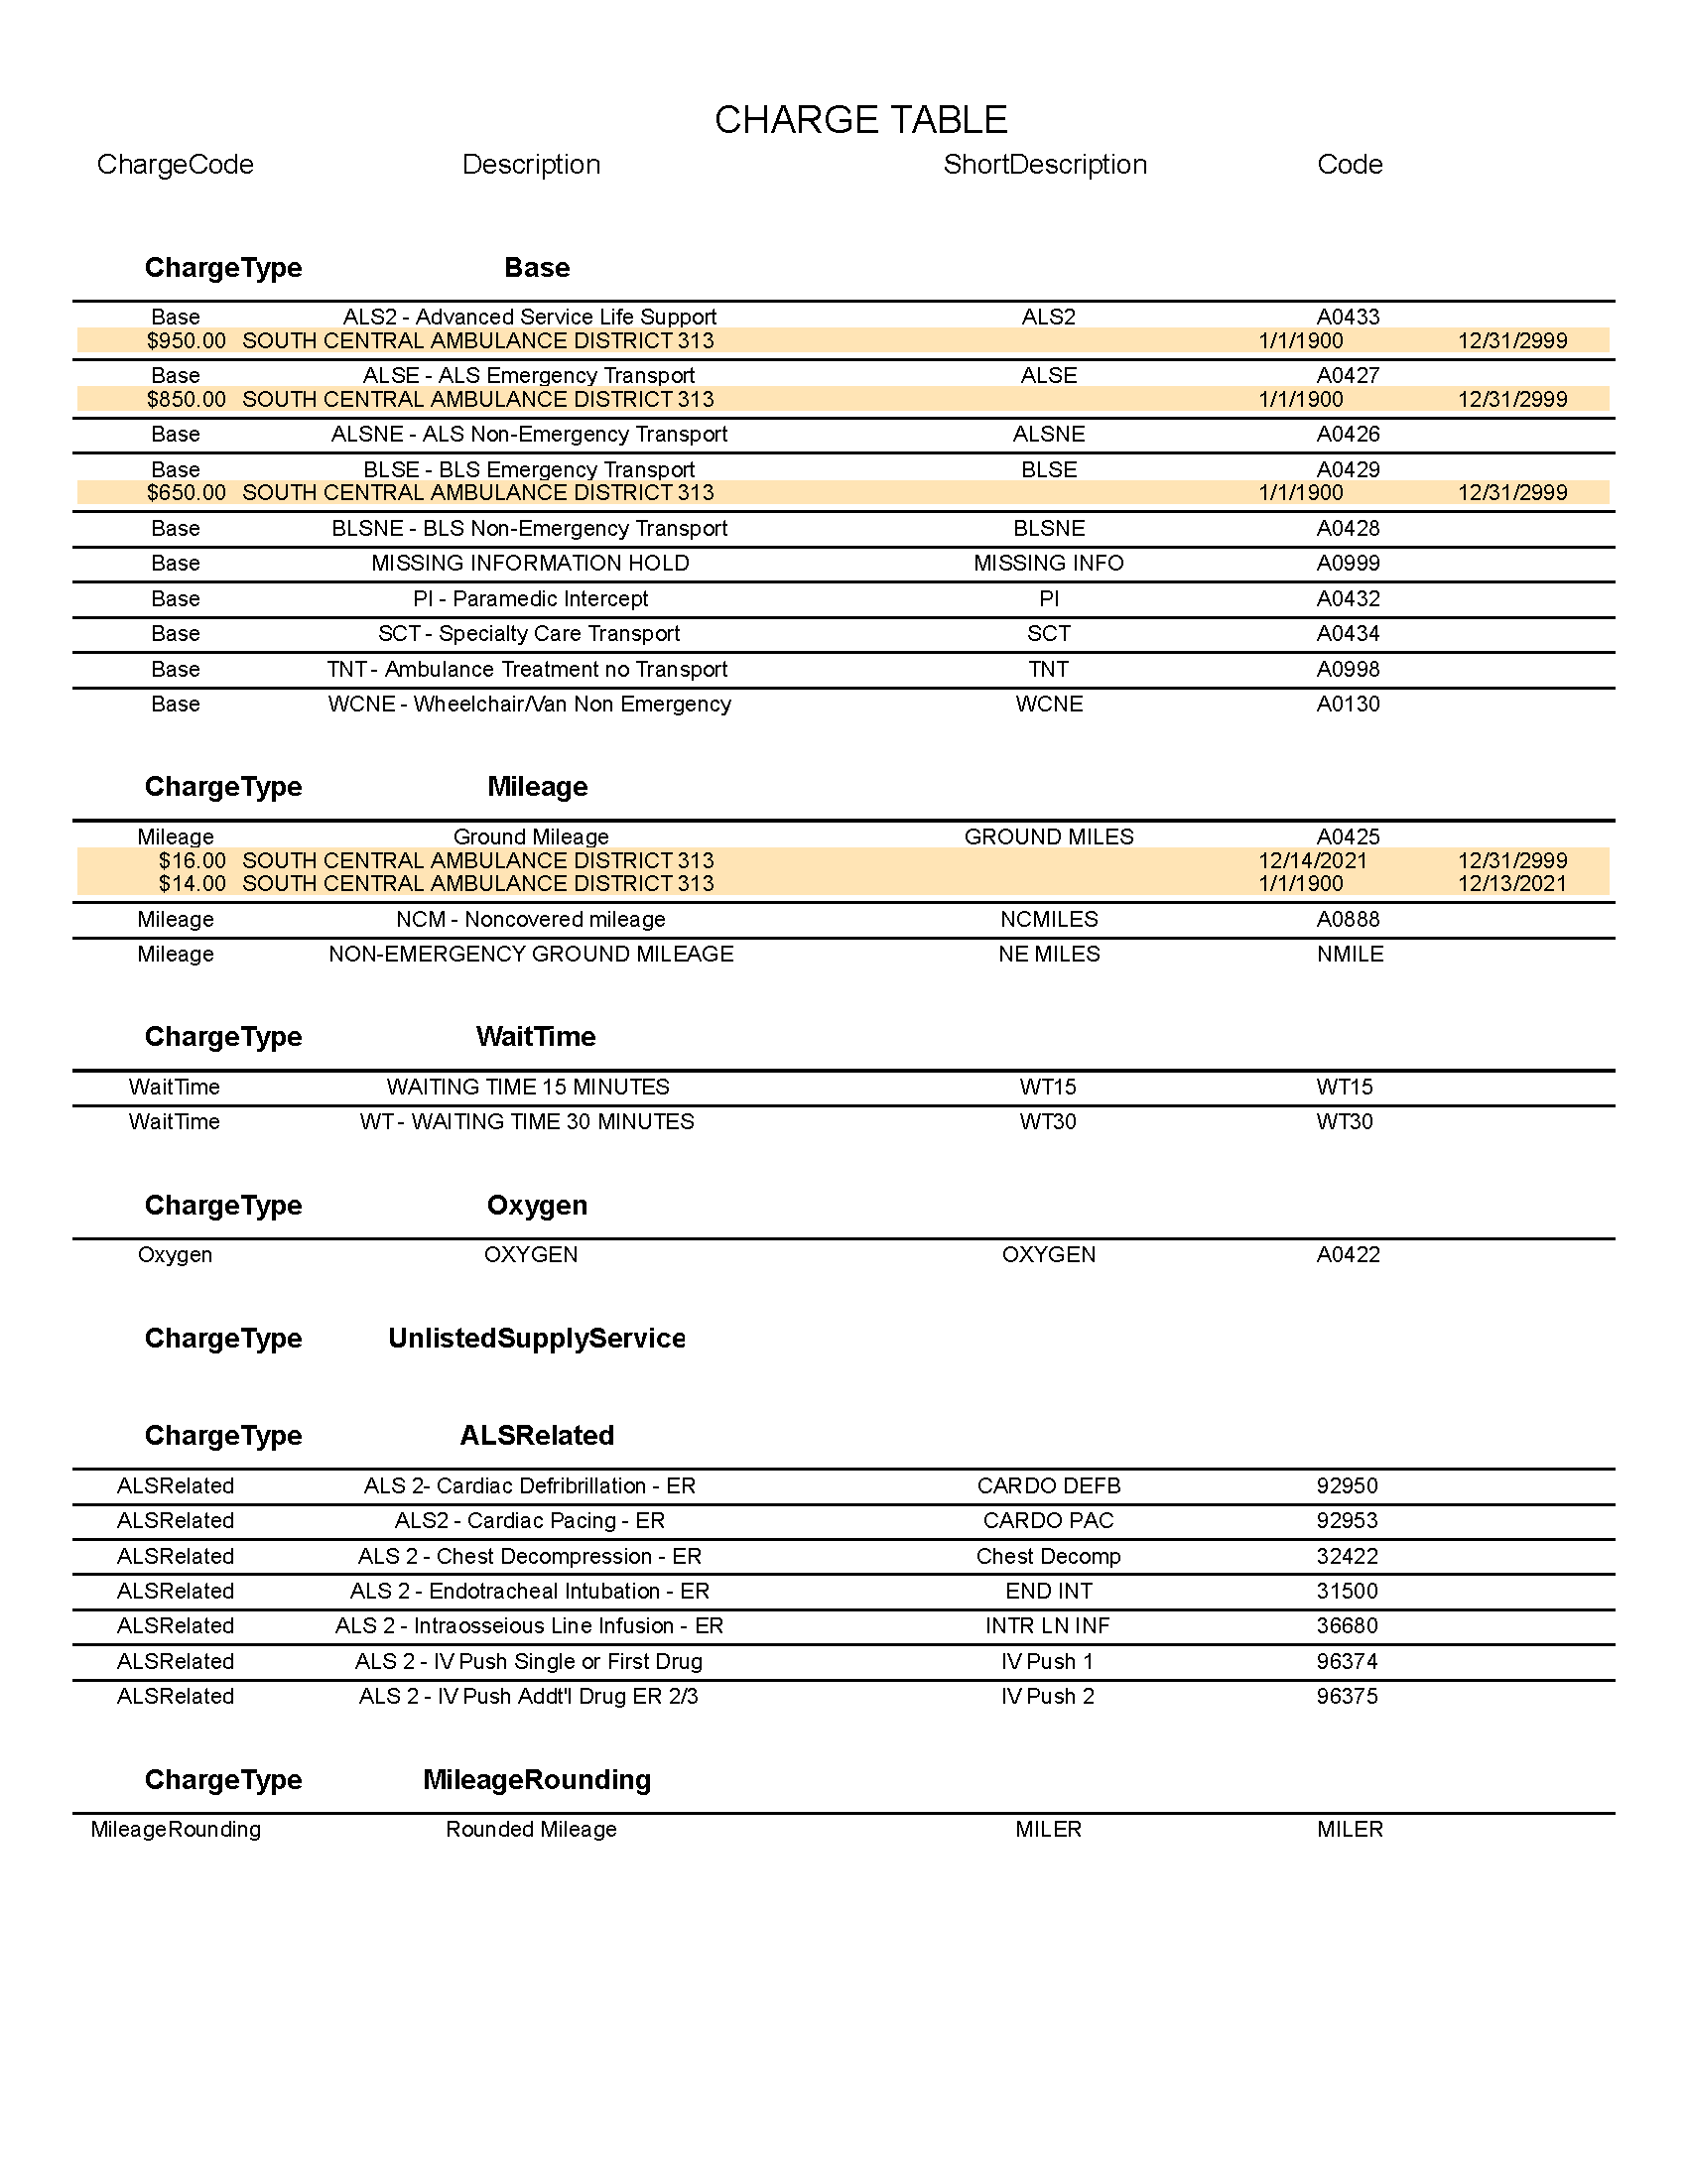 CHARGE TABLE
ChargeCode Description ShortDescription Code
ChargeType Base
Base ALS2 - Advanced Service Life Support ALS2 A0433
$950.00 SOUTH CENTRAL AMBULANCE DISTRICT 313 1/1/1900 12/31/2999
Base ALSE - ALS Emergency Transport ALSE A0427
$850.00 SOUTH CENTRAL AMBULANCE DISTRICT 313 1/1/1900 12/31/2999
Base ALSNE - ALS Non-Emergency Transport ALSNE A0426
Base BLSE - BLS Emergency Transport BLSE A0429
$650.00 SOUTH CENTRAL AMBULANCE DISTRICT 313 1/1/1900 12/31/2999
Base BLSNE - BLS Non-Emergency Transport BLSNE A0428
Base MISSING INFORMATION HOLD MISSING INFO A0999
Base PI - Paramedic Intercept PI A0432
Base SCT - Specialty Care Transport SCT A0434
Base TNT - Ambulance Treatment no Transport TNT A0998
Base WCNE - Wheelchair/Van Non Emergency WCNE A0130
ChargeType Mileage
Mileage Ground Mileage GROUND MILES A0425
$16.00 SOUTH CENTRAL AMBULANCE DISTRICT 313 12/14/2021 12/31/2999
$14.00 SOUTH CENTRAL AMBULANCE DISTRICT 313 1/1/1900 12/13/2021
Mileage NCM - Noncovered mileage NCMILES A0888
Mileage NON-EMERGENCY GROUND MILEAGE NE MILES NMILE
ChargeType WaitTime
WaitTime WAITING TIME 15 MINUTES WT15 WT15
WaitTime WT - WAITING TIME 30 MINUTES WT30 WT30
ChargeType Oxygen
Oxygen OXYGEN OXYGEN A0422
ChargeType UnlistedSupplyService
ChargeType ALSRelated
ALSRelated ALS 2- Cardiac Defribrillation - ER CARDO DEFB 92950
ALSRelated ALS2 - Cardiac Pacing - ER CARDO PAC 92953
ALSRelated ALS 2 - Chest Decompression - ER Chest Decomp 32422
ALSRelated ALS 2 - Endotracheal Intubation - ER END INT 31500
ALSRelated ALS 2 - Intraosseious Line Infusion - ER INTR LN INF 36680
ALSRelated ALS 2 - IV Push Single or First Drug IV Push 1 96374
ALSRelated ALS 2 - IV Push Addt'l Drug ER 2/3 IV Push 2 96375
ChargeType MileageRounding
MileageRounding Rounded Mileage MILER MILER